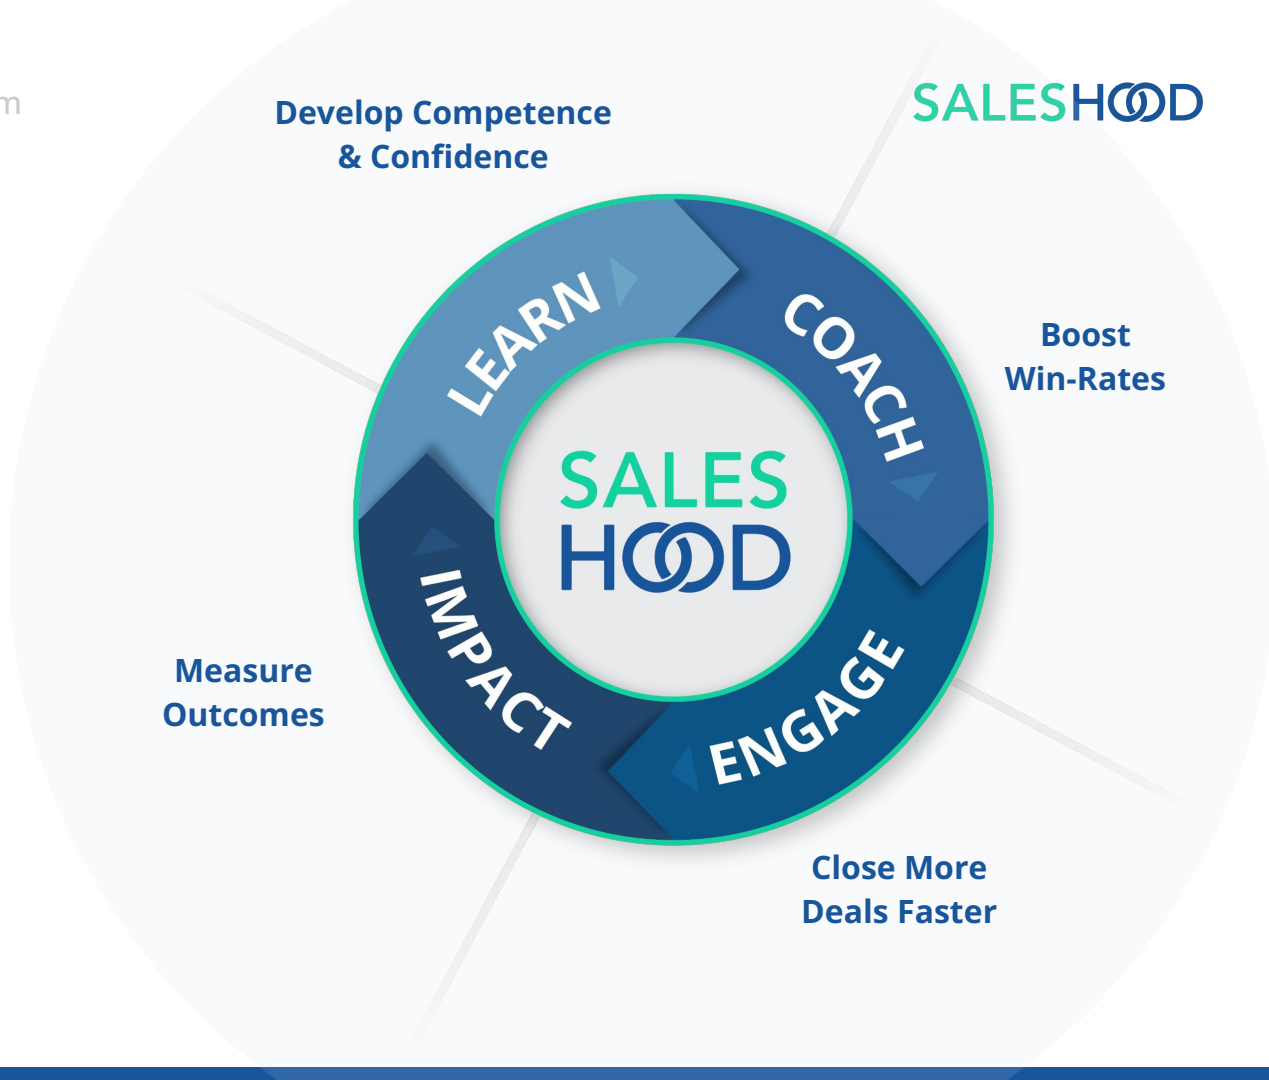 m
SALESHOOD
Develop Competence
& Confidence
LEARN
COACH
Boost
Win-Rates
SALES
HOOD
IMPACT
ENGAGE
Measure
Outcomes
Close More
Deals Faster